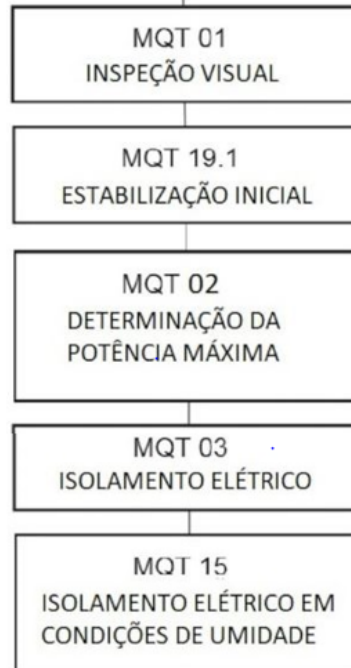 MQT 01
INSPEÇÃO VISUAL
MQT 19.1
ESTABILIZAÇÃO INICIAL
MQT 02
DETERMINAÇÃO DA
POTÊNCIA MÁXIMA
MQT 03
ISOLAMENTO ELÉTRICO
MQT 15
ISOLAMENTO ELÉTRICO EM
CONDIÇÕES DE UMIDADE